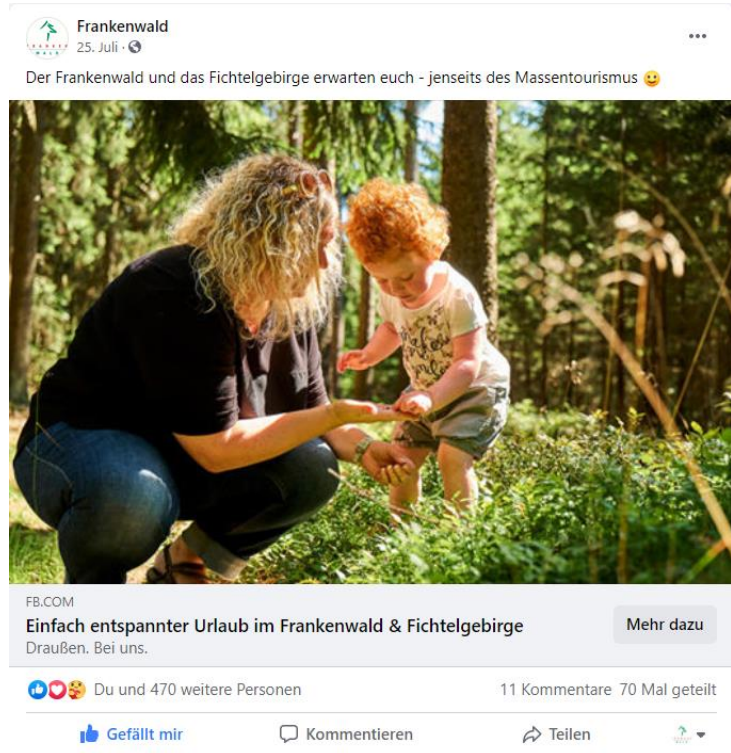 Frankenwald
25. Juli ·
Der Frankenwald und das Fichtelgebirge erwarten euch - jenseits des Massentourismus 😃
FB.COM
Einfach entspannter Urlaub im Frankenwald & Fichtelgebirge
Mehr dazu
Draußen. Bei uns.
Du und 470 weitere Personen
11 Kommentare 70 Mal geteilt
Gefällt mir
Kommentieren
Teilen